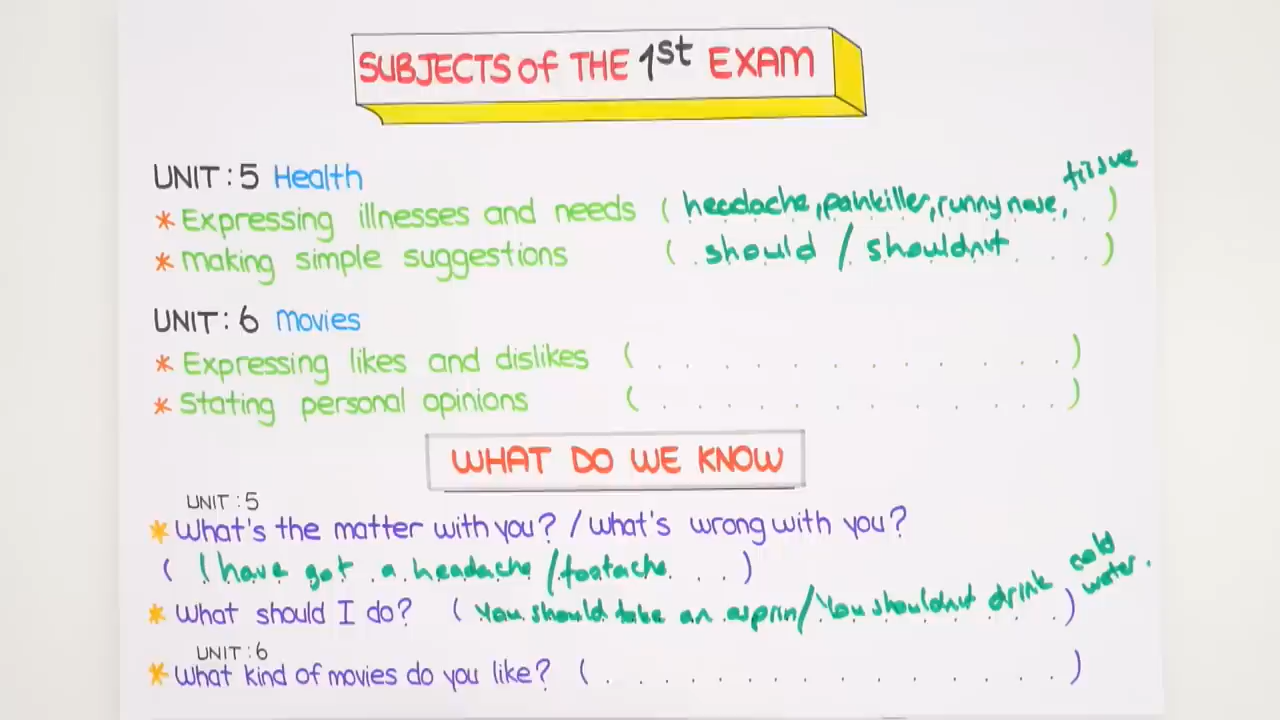 SUBJECTS of THE 1st EXAM
UNIT : 5 Health
* Expressing illnesses and needs ( headache, painkiller, runny nose, tissue )
* making simple suggestions ( should / shouldn't )
UNIT : 6 Movies
* Expressing likes and dislikes ( . . . . . . . . . . )
* Stating personal opinions ( . . . . . . . . . . )
WHAT DO WE KNOW
UNIT : 5
* What's the matter with you? / What's wrong with you?
( I have got a headache / tootache . . . )
* What should I do? ( You should take an asprin / You shouldn't drink cold water. )
UNIT : 6
* What kind of movies do you like? ( . . . . . . . . . . . . )